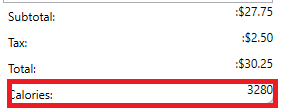 Subtotal: :$27.75
Tax: :$2.50
Total: :$30.25
Calories: 3280